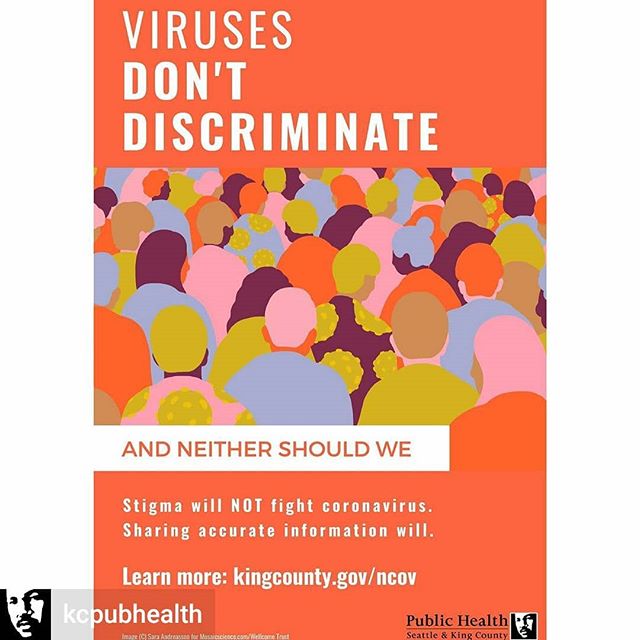 VIRUSES
DON'T
DISCRIMINATE
AND NEITHER SHOULD WE
Stigma will NOT fight coronavirus.
Sharing accurate information will.
Learn more: kingcounty.gov/ncov
kcpubhealth
Public Health
Seattle & King County
Image (C) Sara Andreasson for Mosaicscience.com/Wellcome Trust